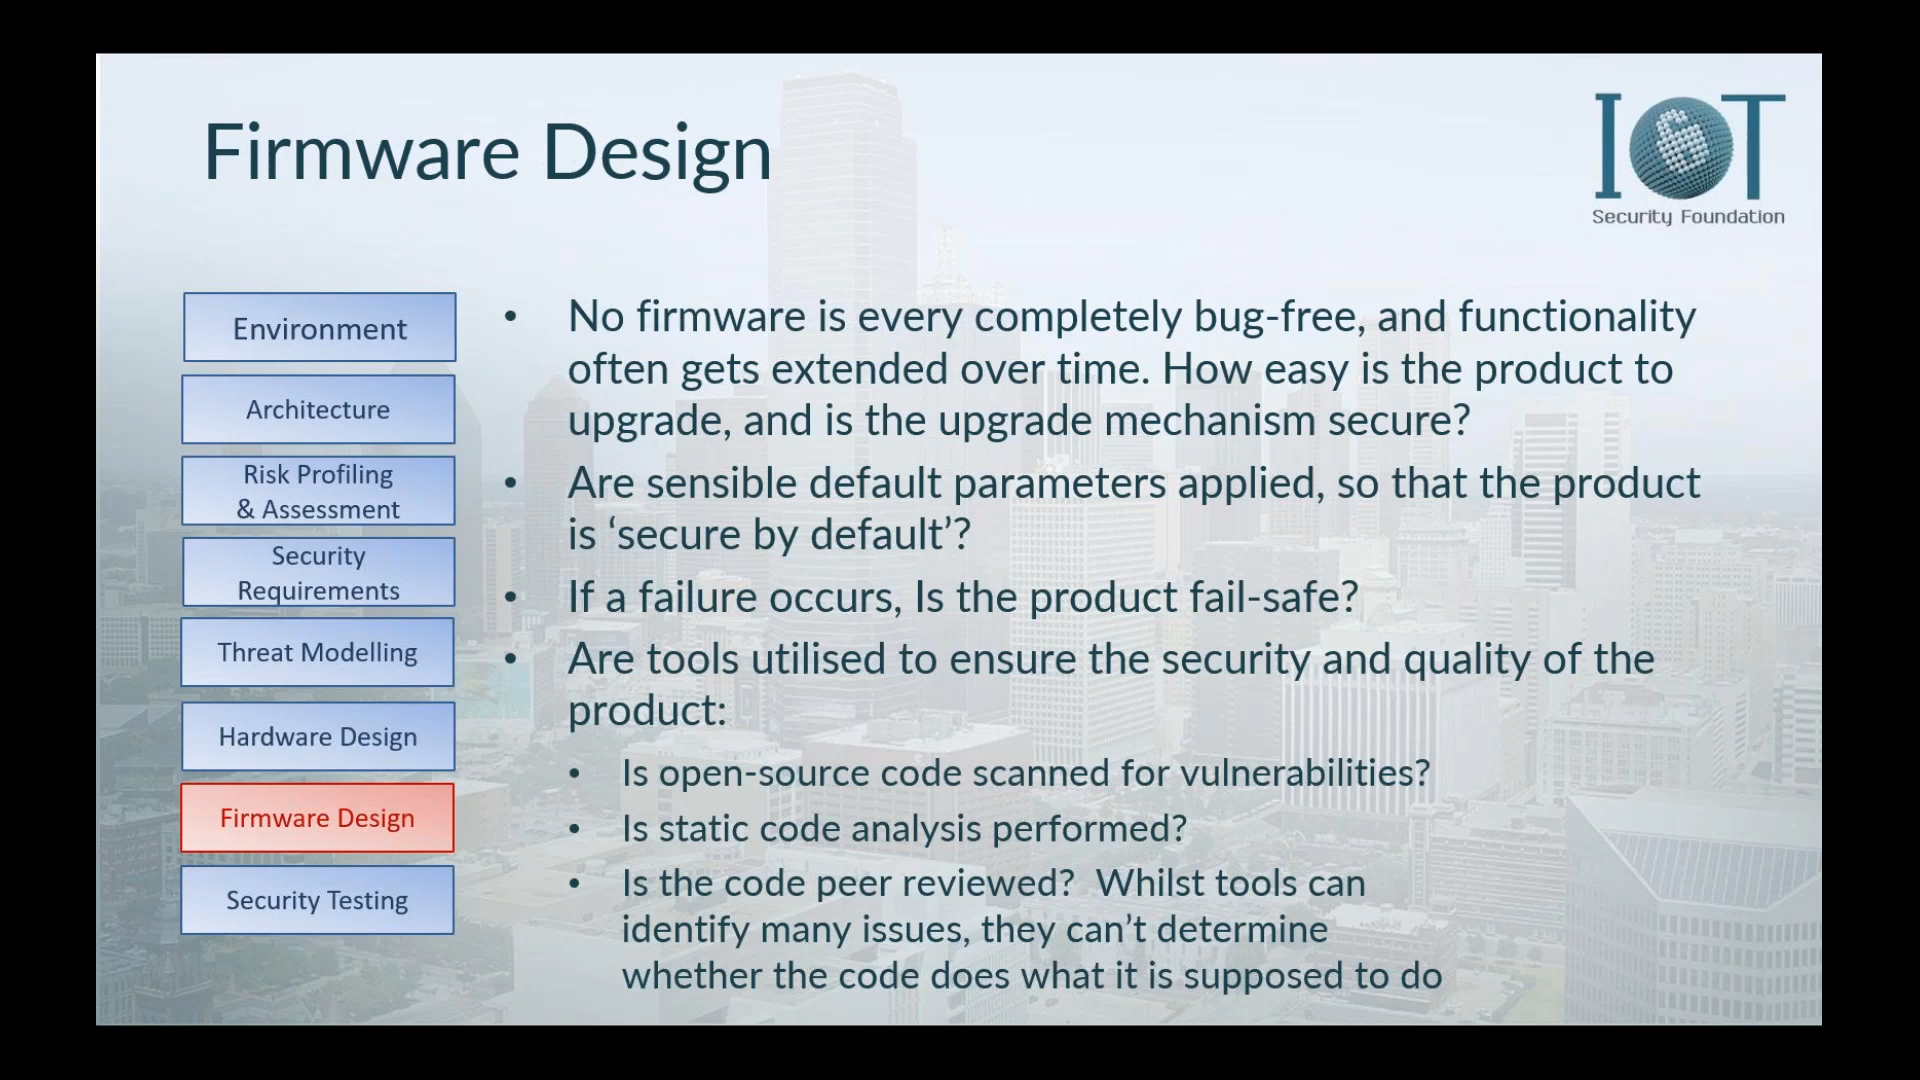 Firmware Design
IOT
Security Foundation
Environment
Architecture
Risk Profiling
& Assessment
Security
Requirements
Threat Modelling
Hardware Design
Firmware Design
Security Testing
• No firmware is every completely bug-free, and functionality
often gets extended over time. How easy is the product to
upgrade, and is the upgrade mechanism secure?
• Are sensible default parameters applied, so that the product
is ‘secure by default’?
• If a failure occurs, Is the product fail-safe?
• Are tools utilised to ensure the security and quality of the
product:
• Is open-source code scanned for vulnerabilities?
• Is static code analysis performed?
• Is the code peer reviewed? Whilst tools can
identify many issues, they can’t determine
whether the code does what it is supposed to do